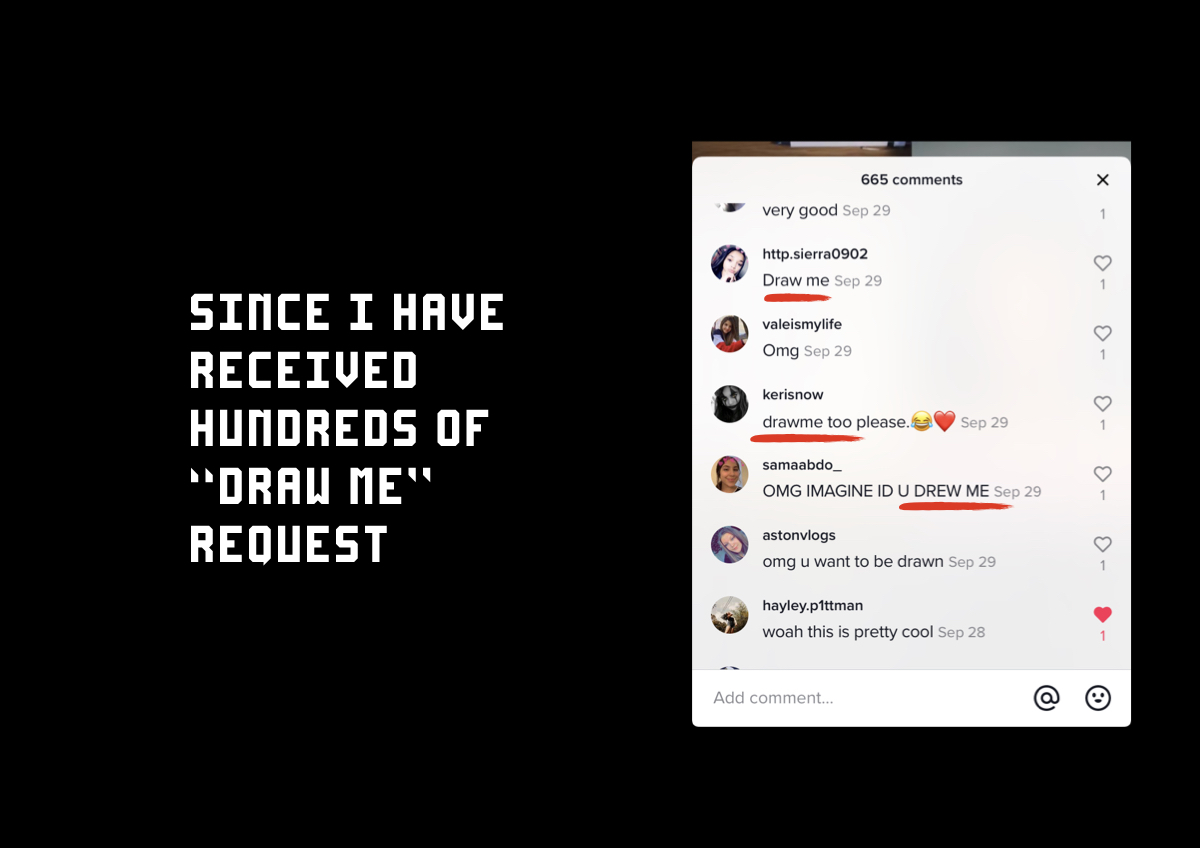 SINCE I HAVE
RECEIVED
HUNDREDS OF
"DRAW ME"
REQUEST
665 comments
very good Sep 29
1
http.sierra0902
Draw me Sep 29
1
valeismylife
Omg Sep 29
1
kerisnow
drawme too please.😂❤️ Sep 29
1
samaabdo_
OMG IMAGINE ID U DREW ME Sep 29
1
astonvlogs
omg u want to be drawn Sep 29
1
hayley.p1ttman
woah this is pretty cool Sep 28
1
Add comment...